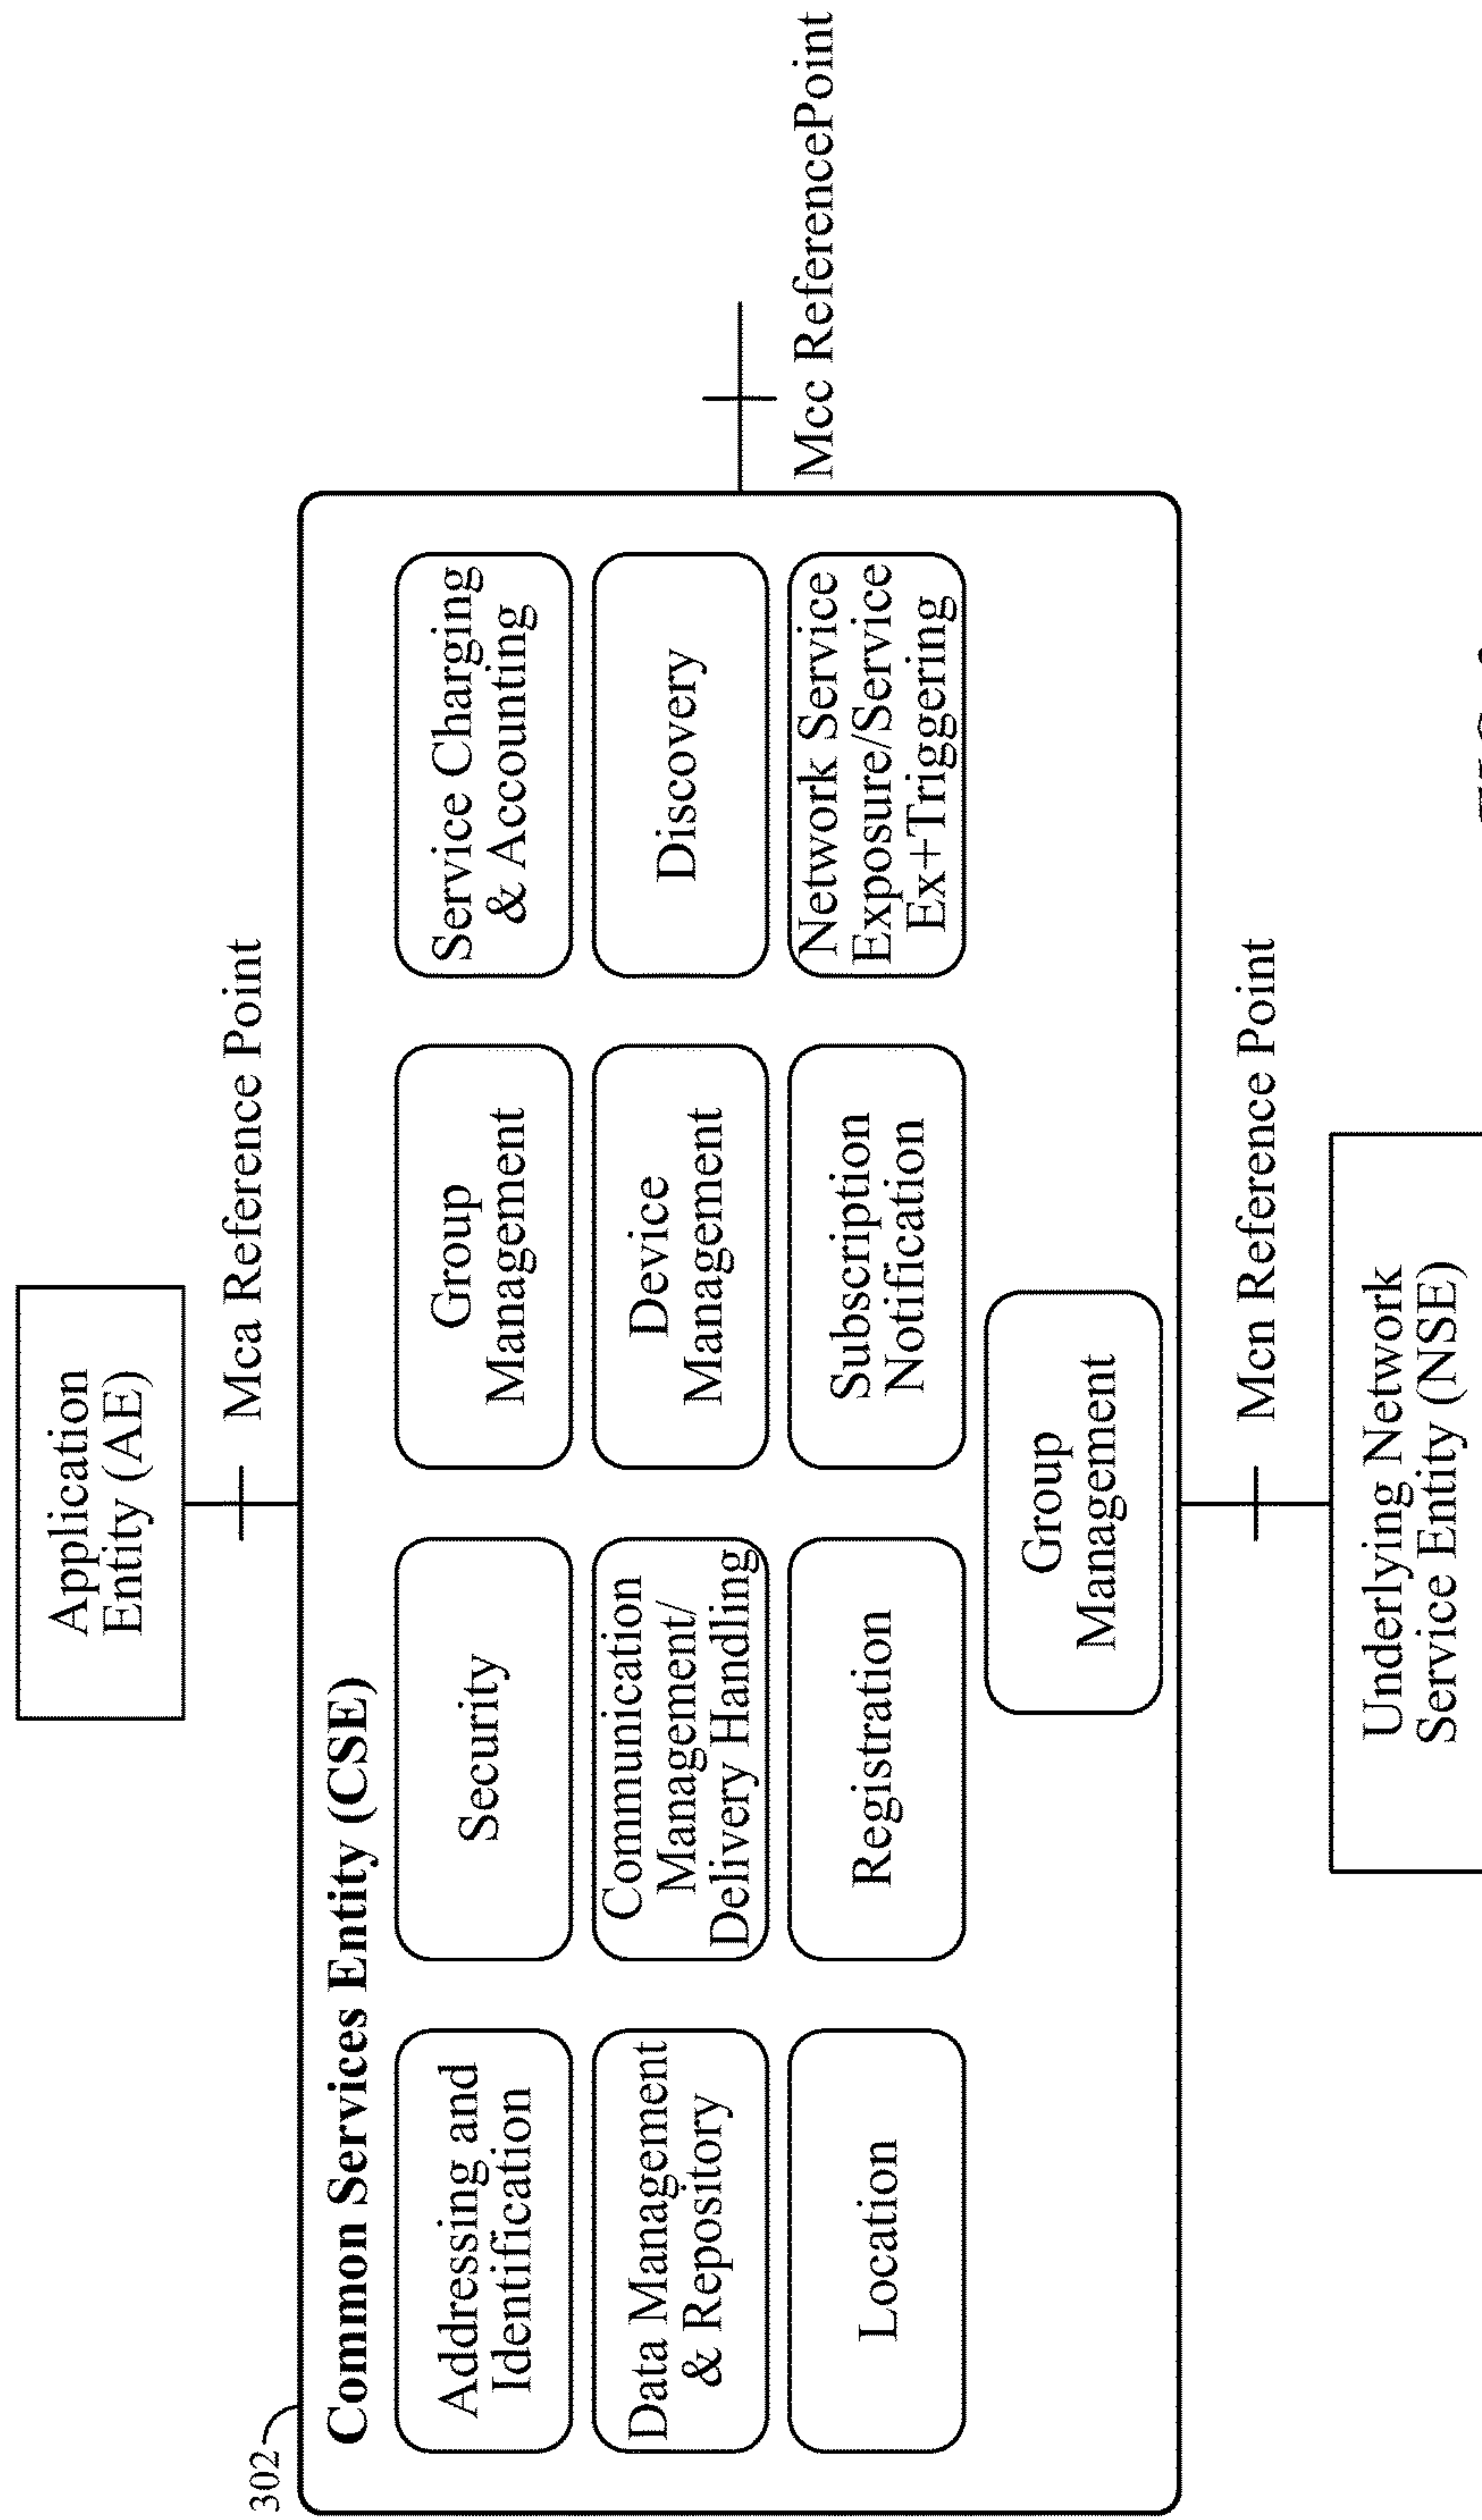 Application
Entity (AE)
Mca Reference Point
302
Common Services Entity (CSE)
Addressing and
Identification
Security
Group
Management
Service Charging
& Accounting
Data Management
& Repository
Communication
Management/
Delivery Handling
Device
Management
Discovery
Location
Registration
Subscription
Notification
Network Service
Exposure/Service
Ex+Triggering
Group
Management
Mcc ReferencePoint
Mcn Reference Point
Underlying Network
Service Entity (NSE)